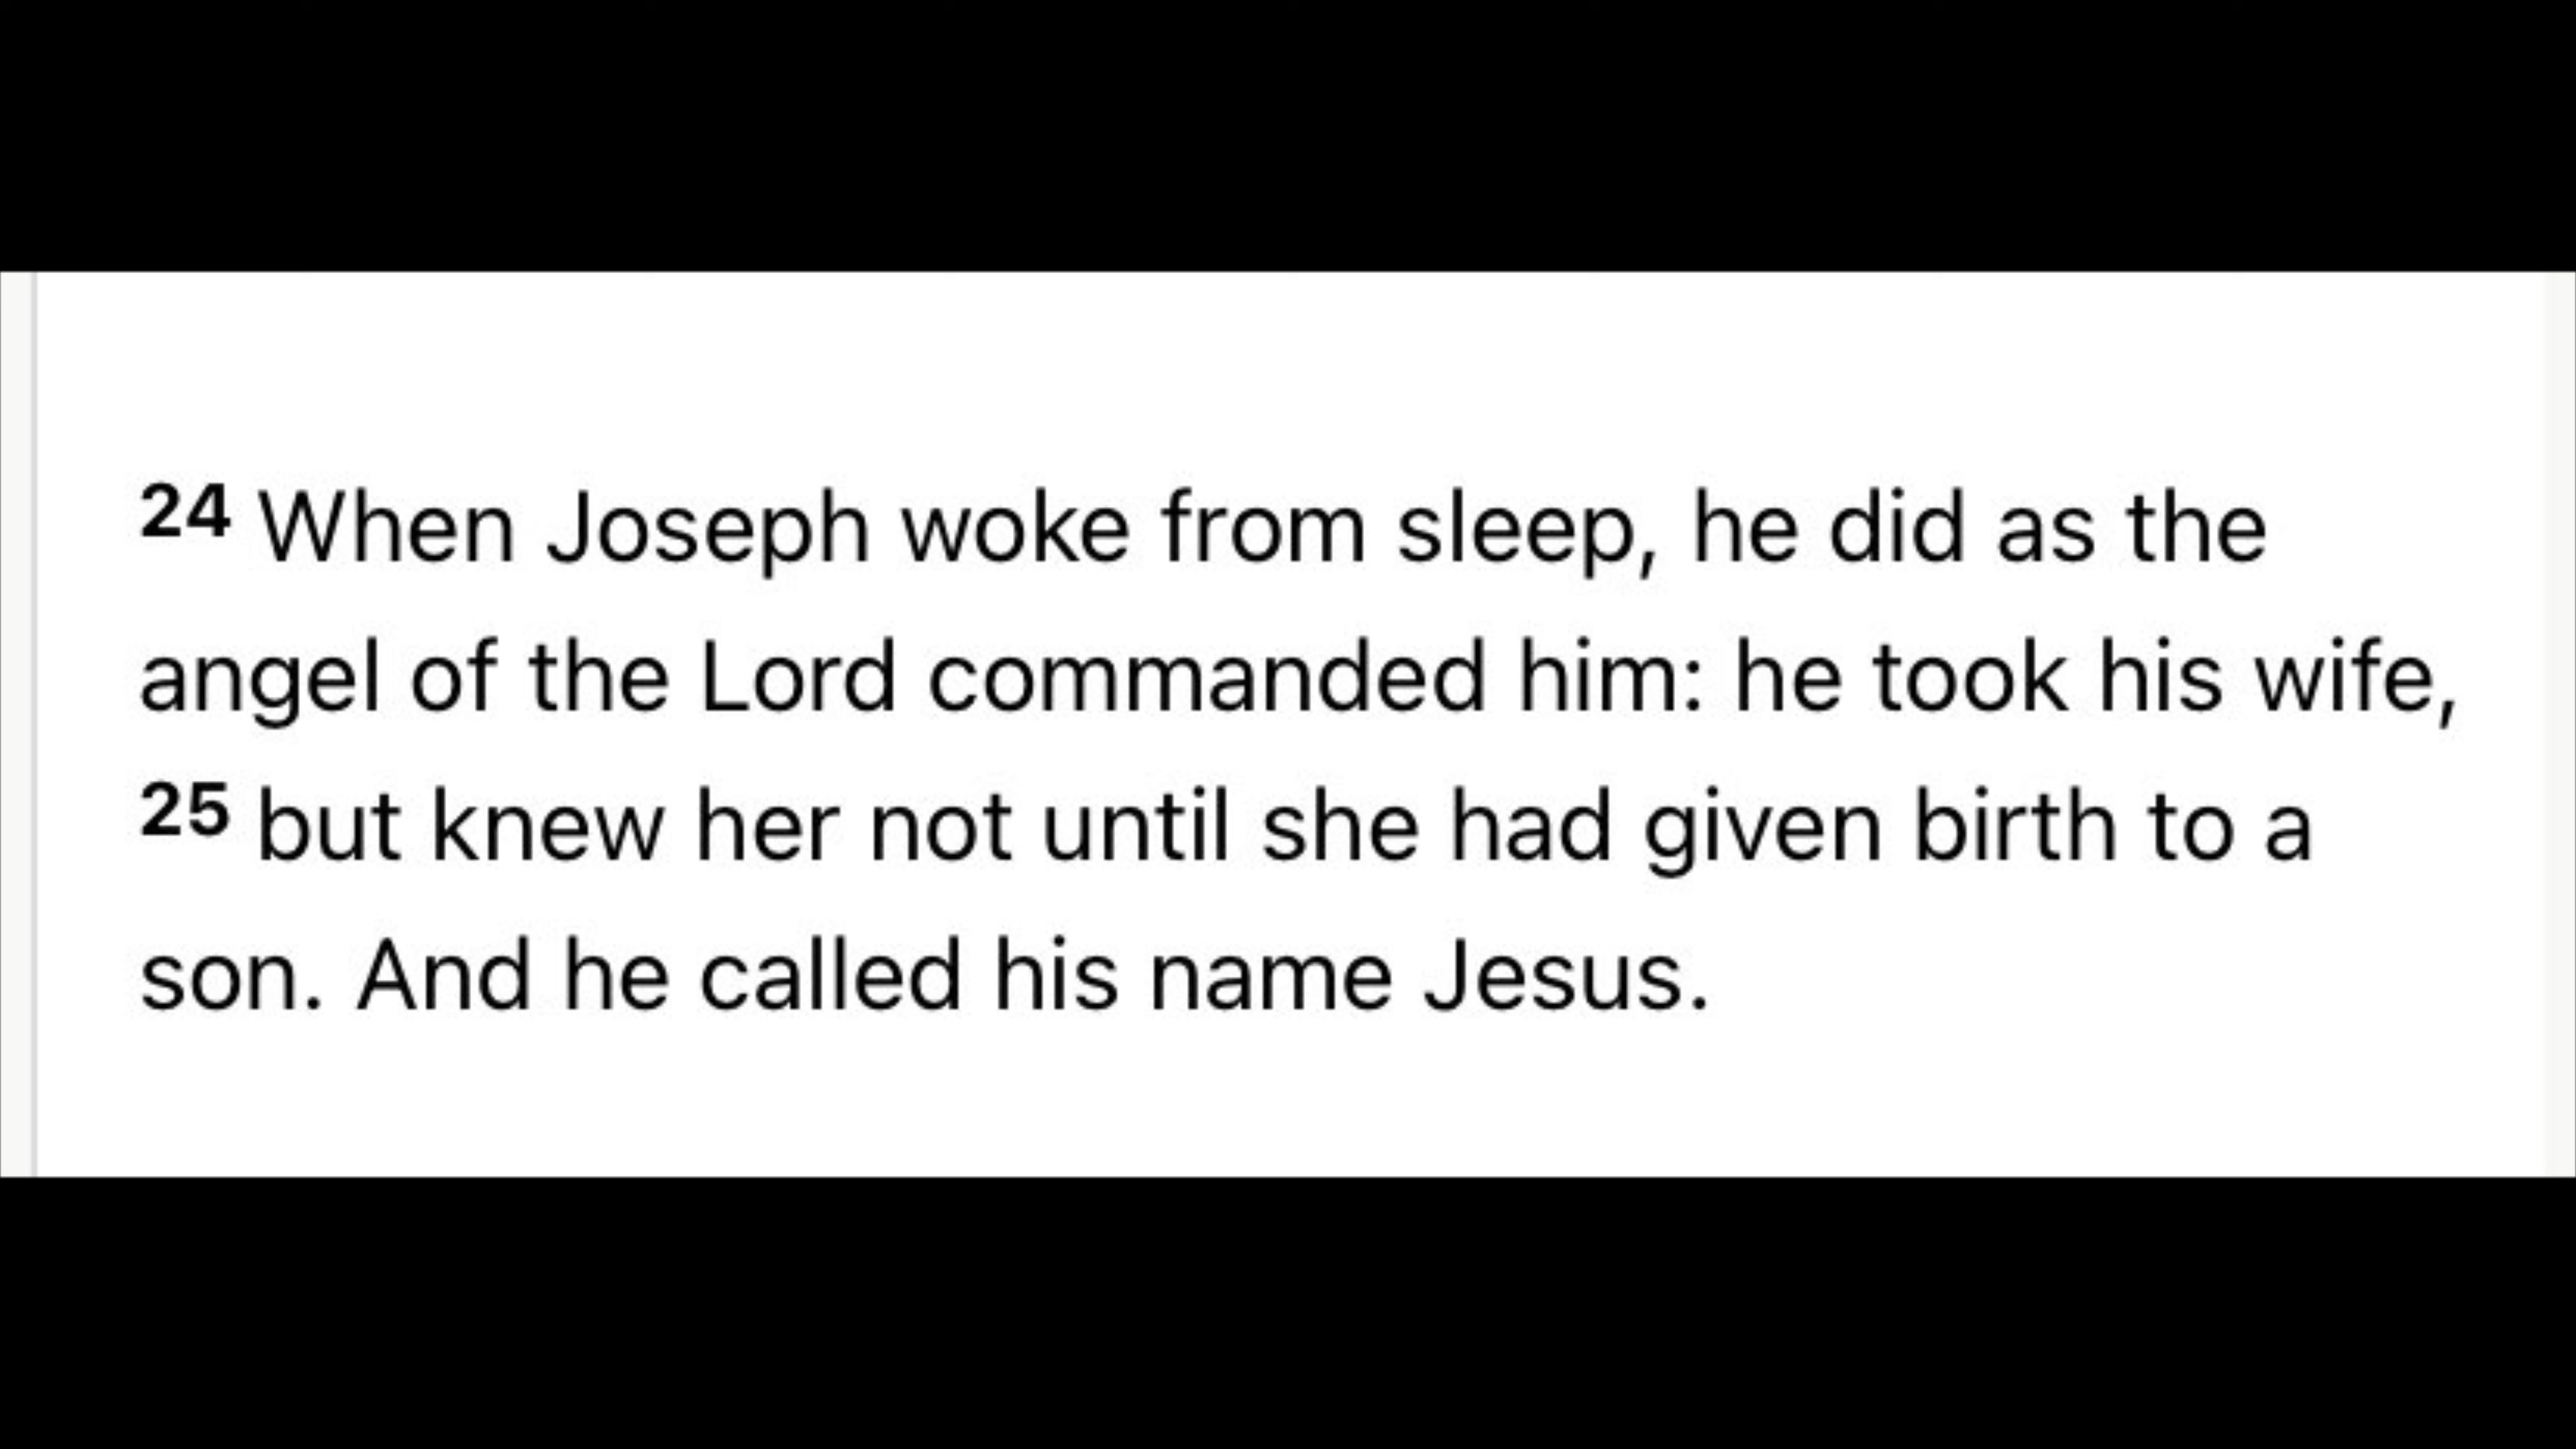 24 When Joseph woke from sleep, he did as the
angel of the Lord commanded him: he took his wife,
25 but knew her not until she had given birth to a
son. And he called his name Jesus.